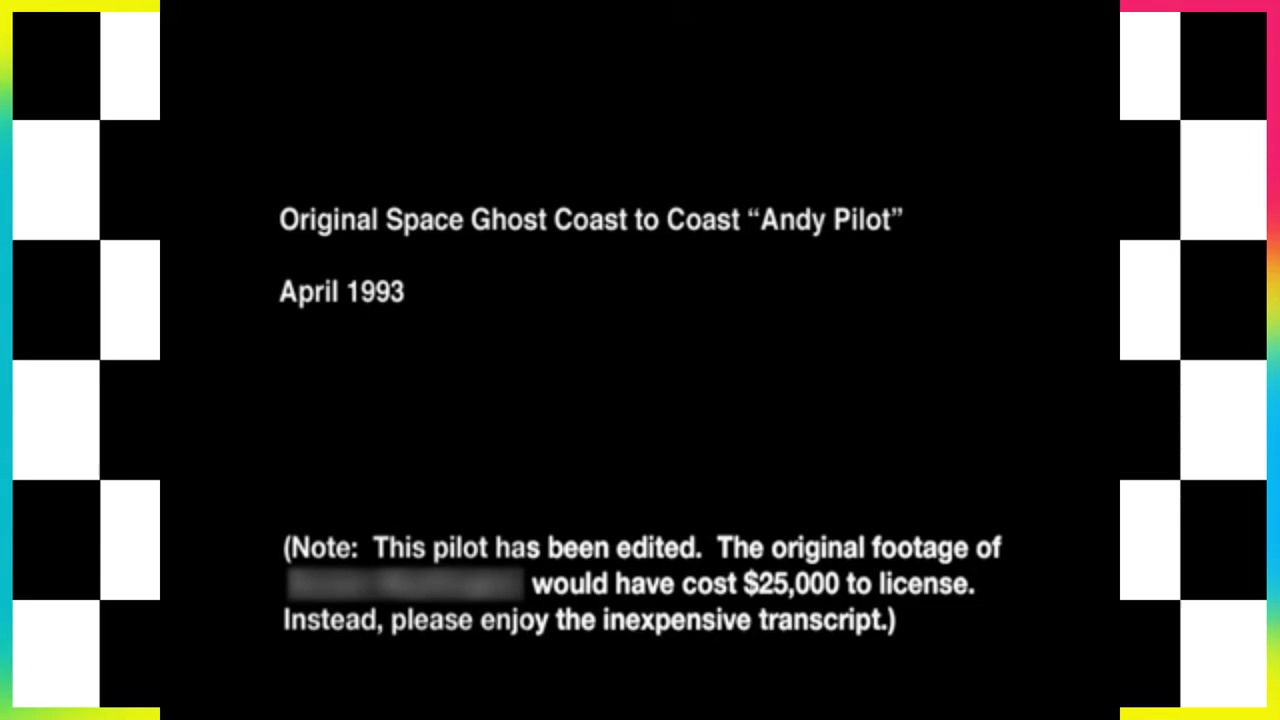 Original Space Ghost Coast to Coast “Andy Pilot”
April 1993
(Note:  This pilot has been edited.  The original footage of
would have cost $25,000 to license.
Instead, please enjoy the inexpensive transcript.)